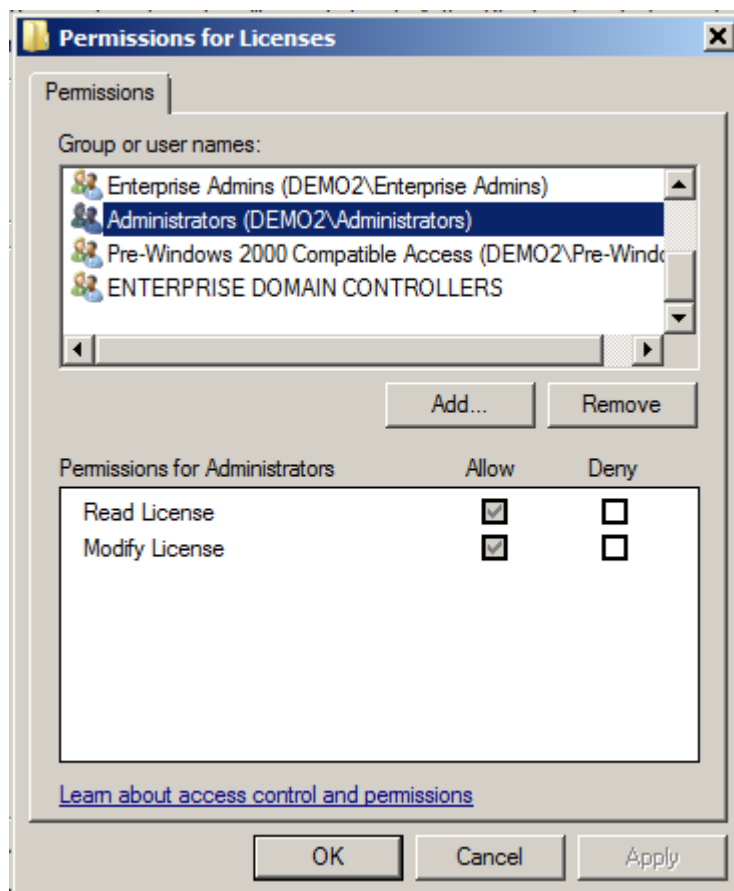 Permissions for Licenses
Permissions
Group or user names:
Enterprise Admins (DEMO2\Enterprise Admins)
Administrators (DEMO2\Administrators)
Pre-Windows 2000 Compatible Access (DEMO2\Pre-Windo
ENTERPRISE DOMAIN CONTROLLERS
Add... Remove
Permissions for Administrators Allow Deny
Read License
Modify License
Learn about access control and permissions
OK Cancel Apply